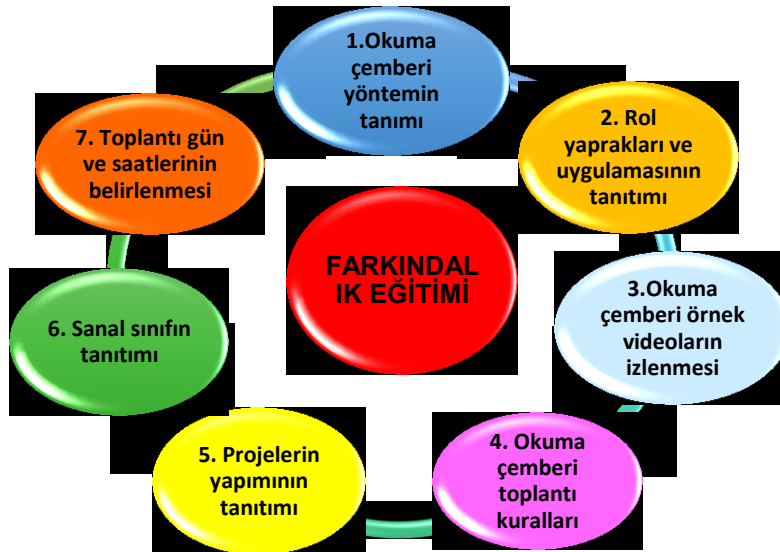 1.Okuma
çemberi
yöntemin
tanımı
2. Rol
yaprakları ve
uygulamasının
tanıtımı
3.Okuma
çemberi örnek
videoların
izlenmesi
4. Okuma
çemberi
toplantı
kuralları
5. Projelerin
yapımının
tanıtımı
6. Sanal sınıfın
tanıtımı
7. Toplantı gün
ve saatlerinin
belirlenmesi
FARKINDAL
IK EĞİTİMİ